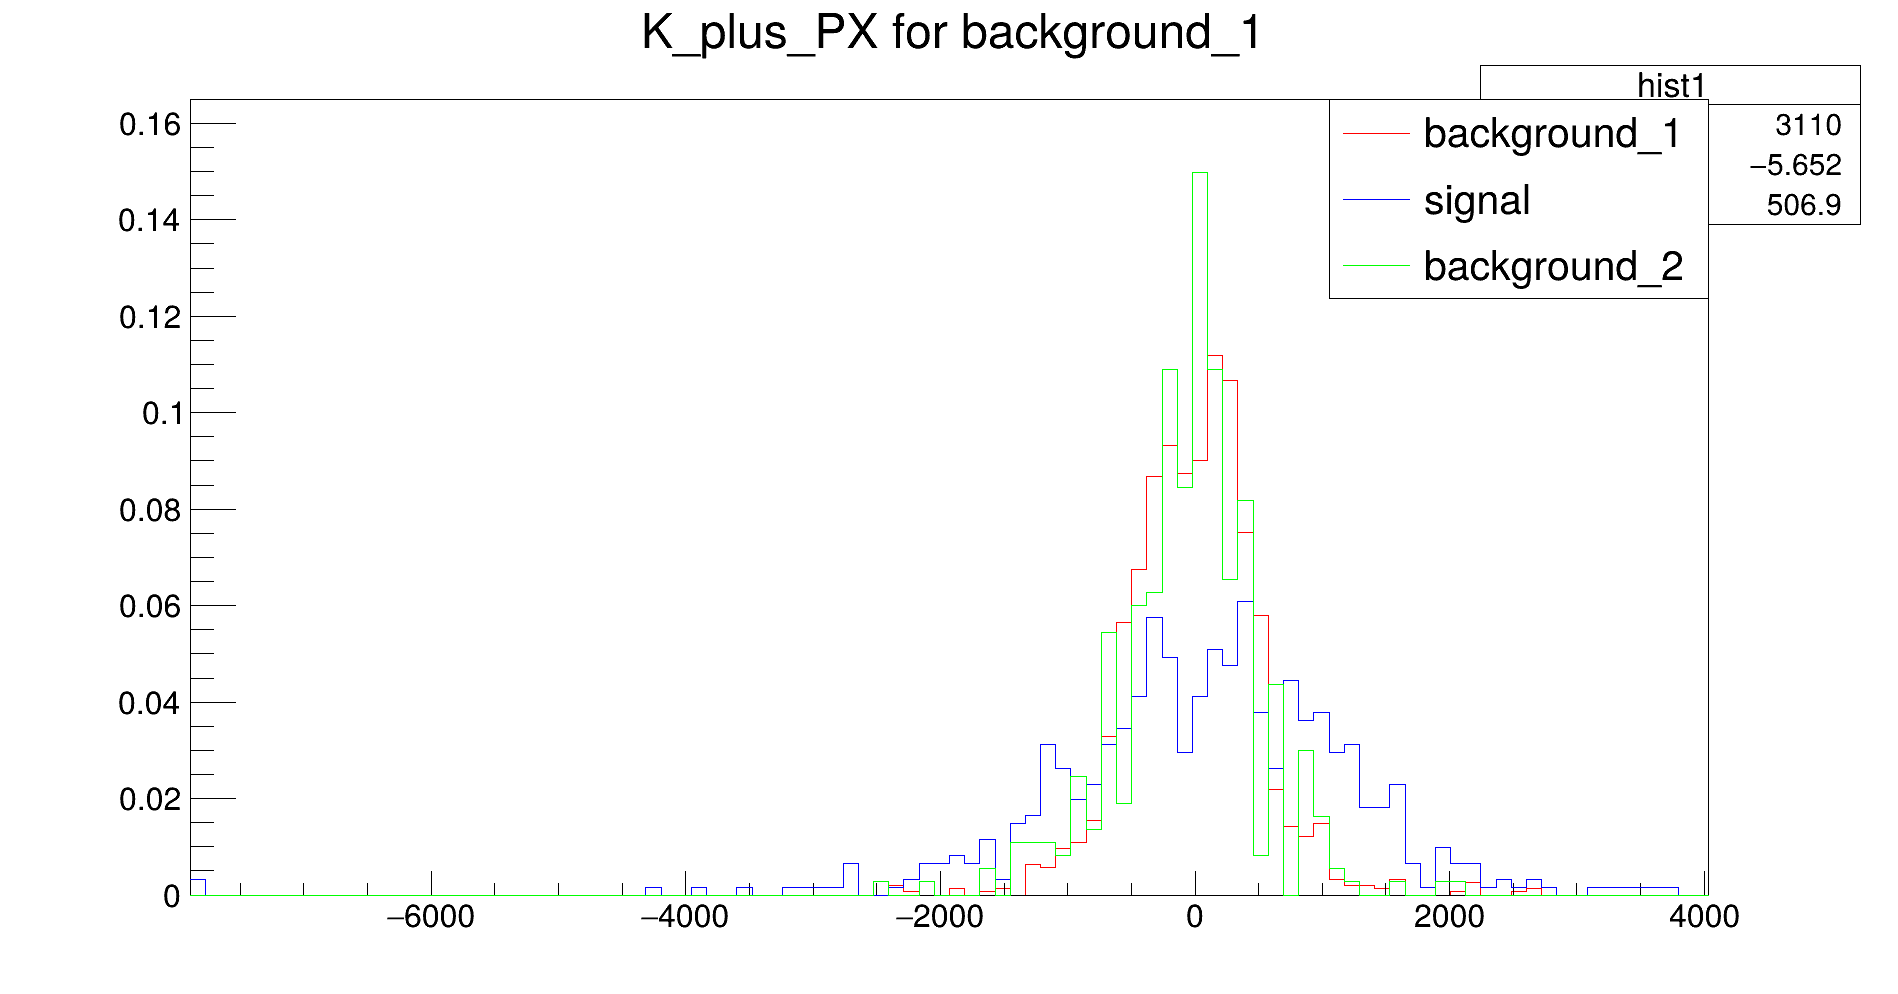 K_plus_PX for background_1
hist1
3110
−5.652
506.9
background_1
signal
background_2
0.16
0.14
0.12
0.1
0.08
0.06
0.04
0.02
0
−6000 −4000 −2000 0 2000 4000